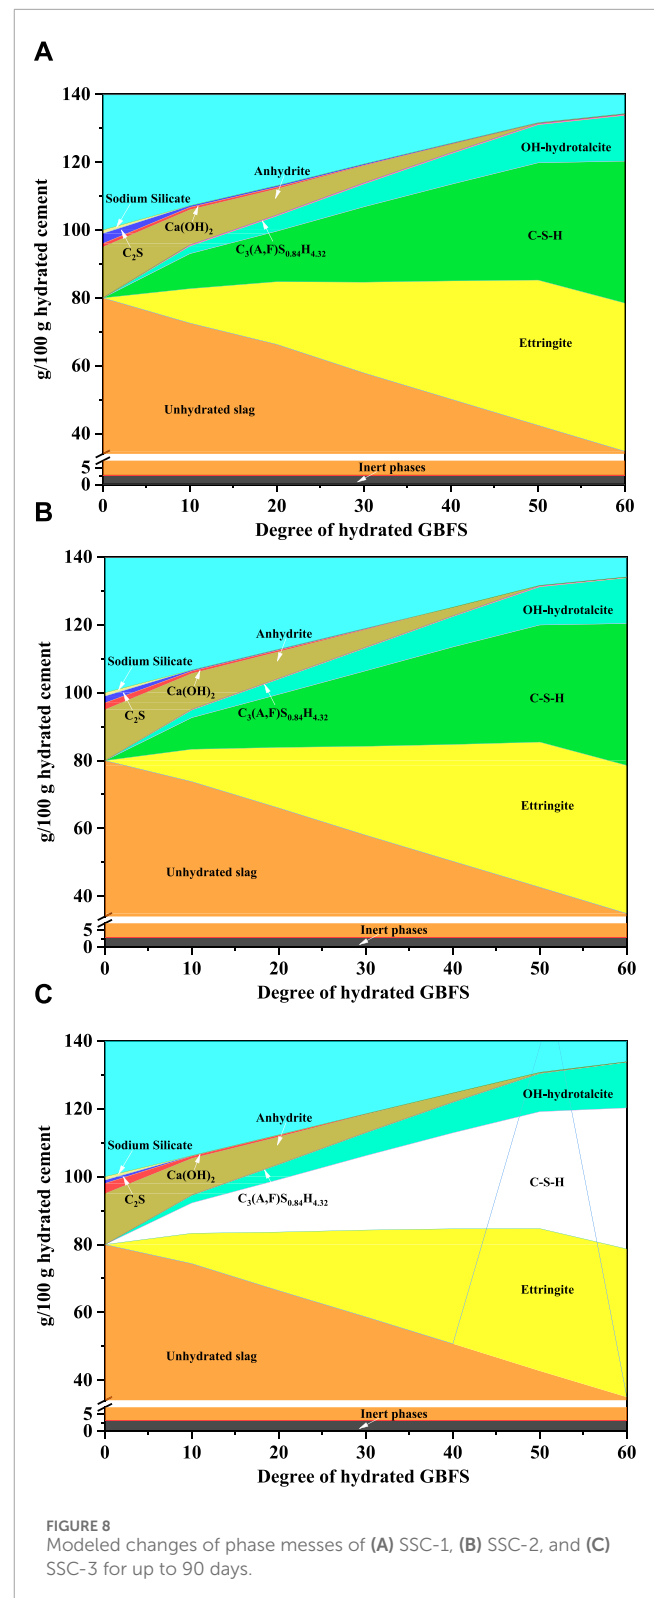 A
140
120
100
80
60
40
5
0
g/100 g hydrated cement
Sodium Silicate
C₂S
Ca(OH)₂
Anhydrite
C₃(A,F)S₀.₈₄H₄.₃₂
OH-hydrotalcite
C-S-H
Ettringite
Unhydrated slag
Inert phases
0 10 20 30 40 50 60
Degree of hydrated GBFS
B
140
120
100
80
60
40
5
0
g/100 g hydrated cement
Sodium Silicate
C₂S
Ca(OH)₂
Anhydrite
C₃(A,F)S₀.₈₄H₄.₃₂
OH-hydrotalcite
C-S-H
Ettringite
Unhydrated slag
Inert phases
0 10 20 30 40 50 60
Degree of hydrated GBFS
C
140
120
100
80
60
40
5
0
g/100 g hydrated cement
Sodium Silicate
C₂S
Ca(OH)₂
Anhydrite
C₃(A,F)S₀.₈₄H₄.₃₂
OH-hydrotalcite
C-S-H
Ettringite
Unhydrated slag
Inert phases
0 10 20 30 40 50 60
Degree of hydrated GBFS
FIGURE 8
Modeled changes of phase messes of (A) SSC-1, (B) SSC-2, and (C)
SSC-3 for up to 90 days.